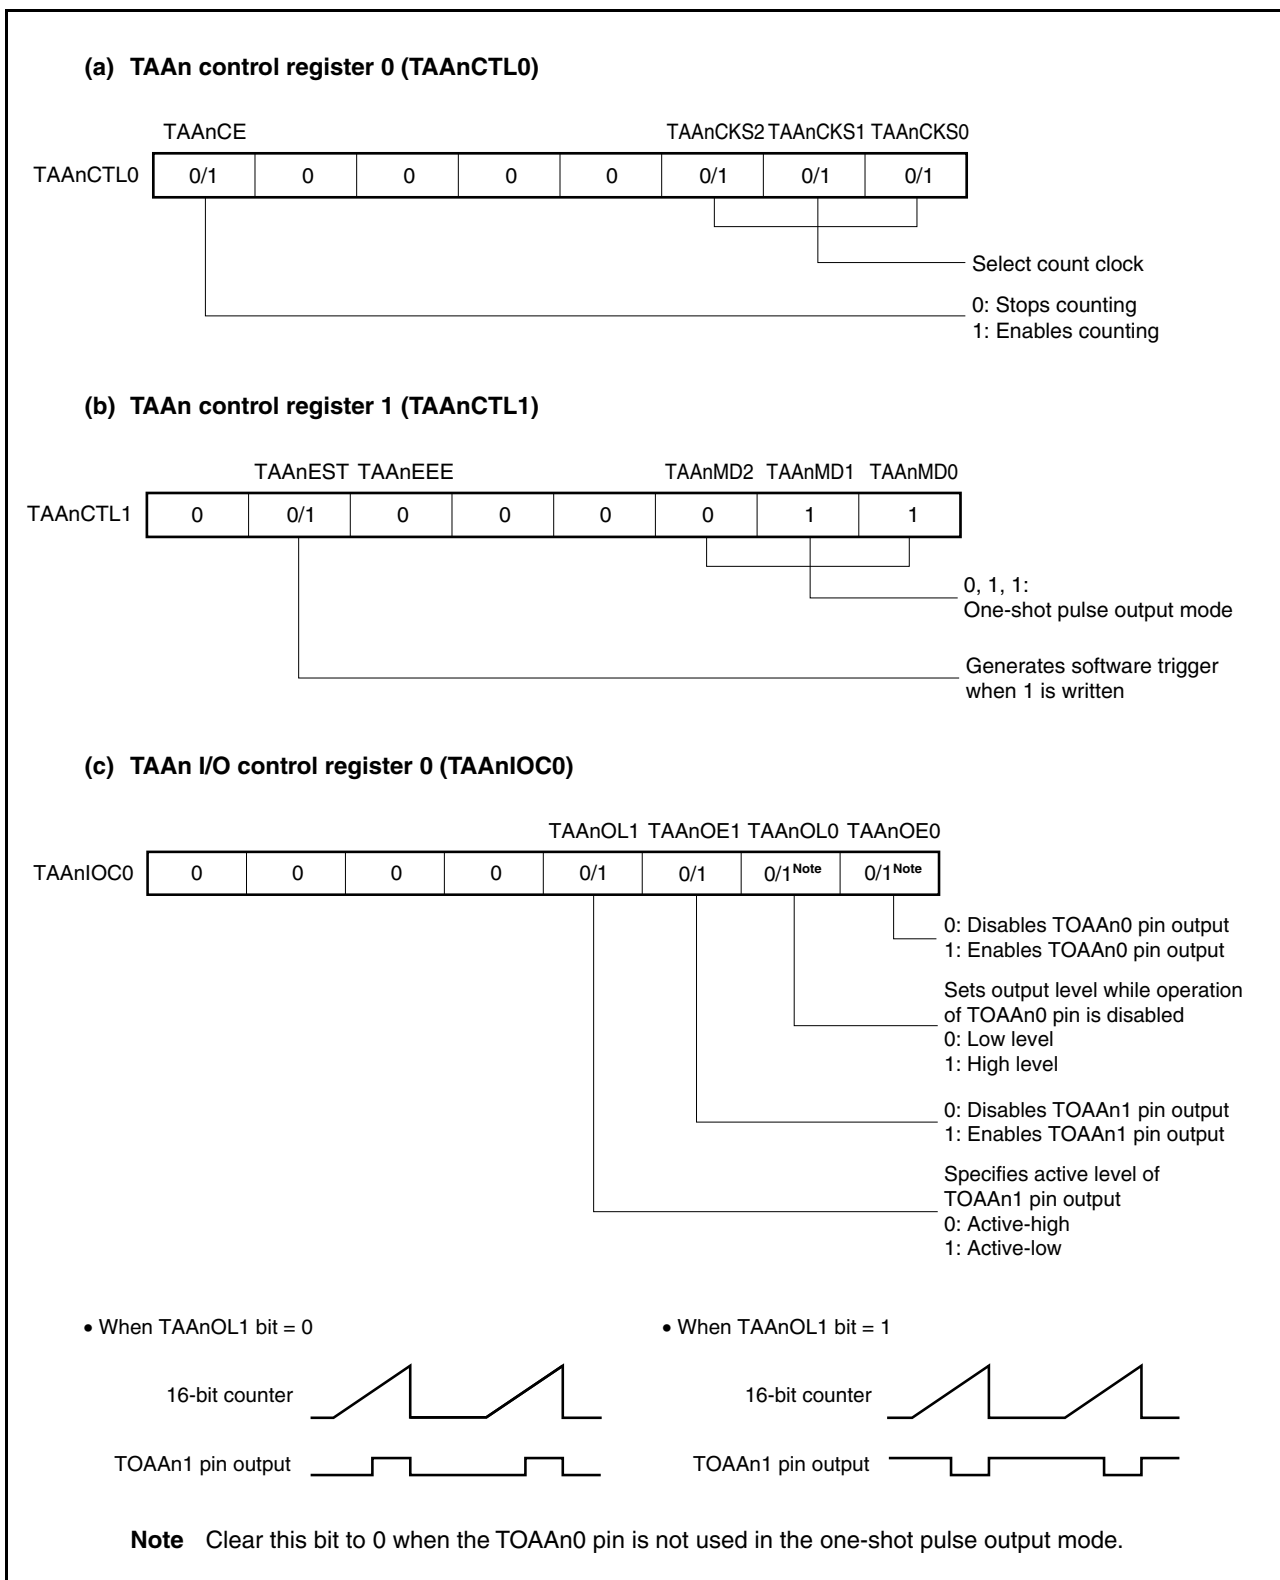 (a) TAAn control register 0 (TAAnCTL0)
TAAnCE TAAnCKS2 TAAnCKS1 TAAnCKS0
TAAnCTL0 0/1 0 0 0 0 0/1 0/1 0/1
Select count clock
0: Stops counting
1: Enables counting
(b) TAAn control register 1 (TAAnCTL1)
TAAnEST TAAnEEE TAAnMD2 TAAnMD1 TAAnMD0
TAAnCTL1 0 0/1 0 0 0 0 1 1
0, 1, 1:
One-shot pulse output mode
Generates software trigger
when 1 is written
(c) TAAn I/O control register 0 (TAAnIOC0)
TAAnOL1 TAAnOE1 TAAnOL0 TAAnOE0
TAAnIOC0 0 0 0 0 0/1 0/1 0/1Note 0/1Note
0: Disables TOAAn0 pin output
1: Enables TOAAn0 pin output
Sets output level while operation
of TOAAn0 pin is disabled
0: Low level
1: High level
0: Disables TOAAn1 pin output
1: Enables TOAAn1 pin output
Specifies active level of
TOAAn1 pin output
0: Active-high
1: Active-low
• When TAAnOL1 bit = 0 • When TAAnOL1 bit = 1
16-bit counter 16-bit counter
TOAAn1 pin output TOAAn1 pin output
Note Clear this bit to 0 when the TOAAn0 pin is not used in the one-shot pulse output mode.